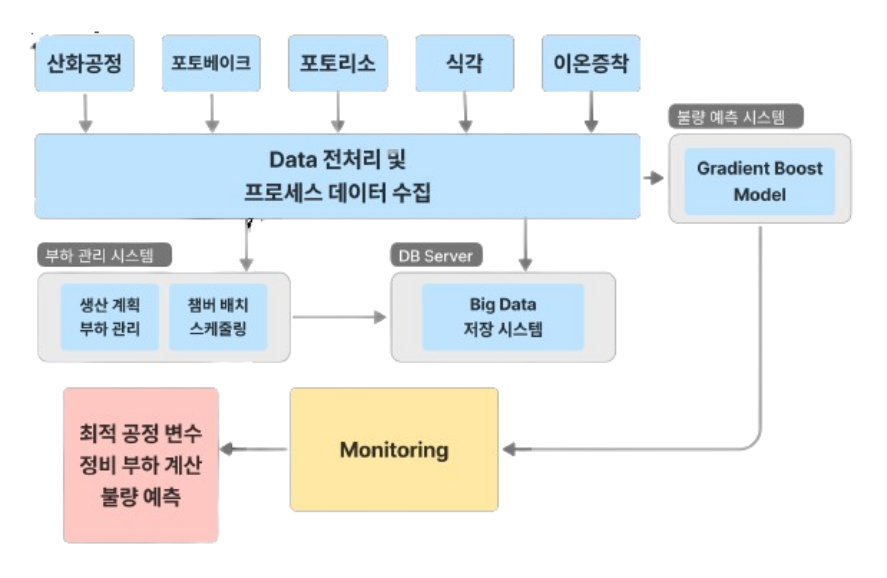 산화공정
포토베이크
포토리소
식각
이온증착
불량 예측 시스템
Data 전처리 및
프로세스 데이터 수집
Gradient Boost
Model
부하 관리 시스템
DB Server
생산 계획
부하 관리
챔버 배치
스케줄링
Big Data
저장 시스템
최적 공정 변수
정비 부하 계산
불량 예측
Monitoring